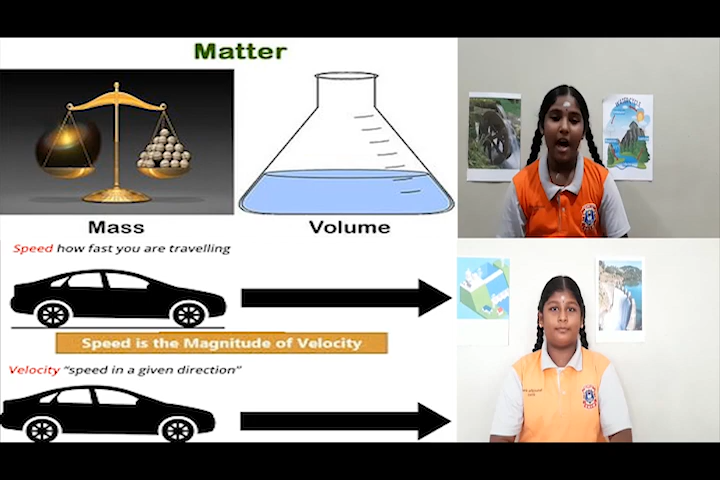 Matter
Mass
Volume
Speed how fast you are travelling
Speed is the Magnitude of Velocity
Velocity “speed in a given direction”